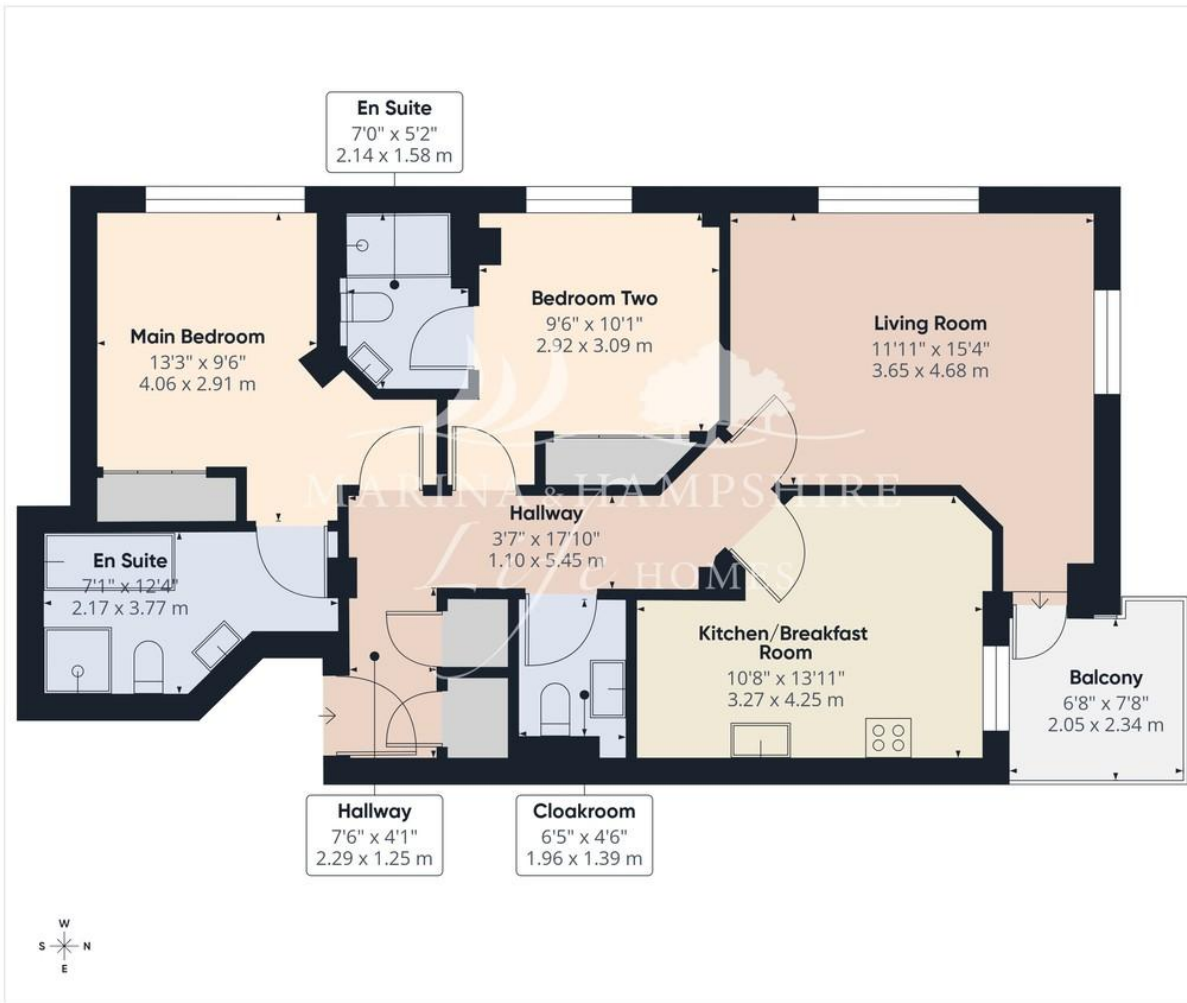 En Suite
7'0" x 5'2"
2.14 x 1.58 m
Main Bedroom
13'3" x 9'6"
4.06 x 2.91 m
Bedroom Two
9'6" x 10'1"
2.92 x 3.09 m
Living Room
11'11" x 15'4"
3.65 x 4.68 m
MARINA & HAMPSHIRE
Life HOMES
Hallway
3'7" x 17'10"
1.10 x 5.45 m
En Suite
7'1" x 12'4"
2.17 x 3.77 m
Kitchen/Breakfast
Room
10'8" x 13'11"
3.27 x 4.25 m
Balcony
6'8" x 7'8"
2.05 x 2.34 m
Hallway
7'6" x 4'1"
2.29 x 1.25 m
Cloakroom
6'5" x 4'6"
1.96 x 1.39 m
W
S N
E